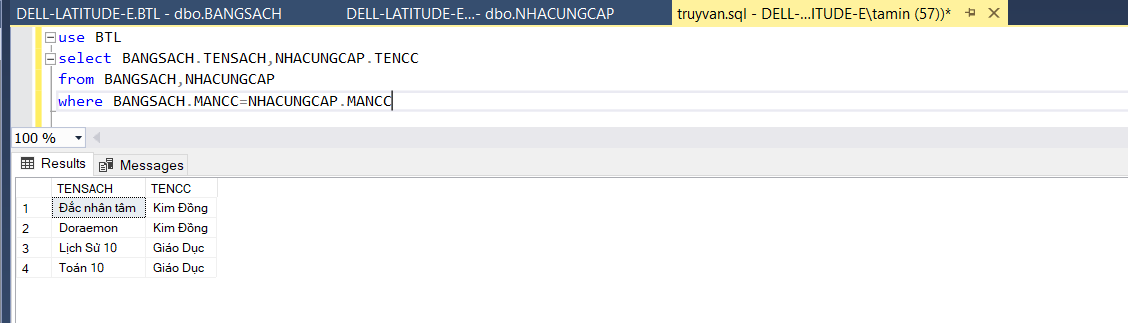 DELL-LATITUDE-E.BTL - dbo.BANGSACH DELL-LATITUDE-E...- dbo.NHACUNGCAP truyvan.sql - DELL-...ITUDE-E\tamin (57))*
use BTL
select BANGSACH.TENSACH,NHACUNGCAP.TENCC
from BANGSACH,NHACUNGCAP
where BANGSACH.MANCC=NHACUNGCAP.MANCC
100 %
Results Messages
TENSACH TENCC
1 Đắc nhân tâm Kim Đồng
2 Doraemon Kim Đồng
3 Lịch Sử 10 Giáo Dục
4 Toán 10 Giáo Dục